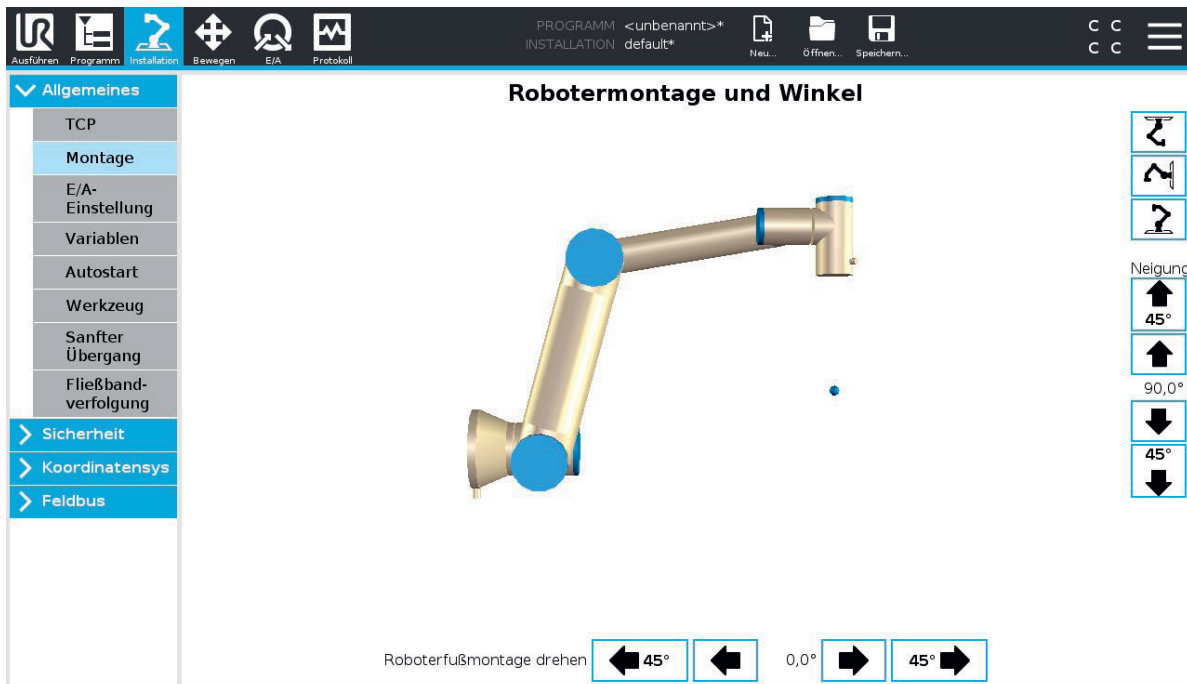 PROGRAMM <unbenannt>*
INSTALLATION default*
UR
Ausführen Programm Installation Bewegen E/A Protokoll
Neu... Öffnen... Speichern...
C C
C C
Allgemeines
TCP
Montage
E/A-
Einstellung
Variablen
Autostart
Werkzeug
Sanfter
Übergang
Fließband-
verfolgung
Sicherheit
Koordinatensys
Feldbus
Robotermontage und Winkel
Neigung
45°
90,0°
45°
Roboterfußmontage drehen 45° 0,0° 45°